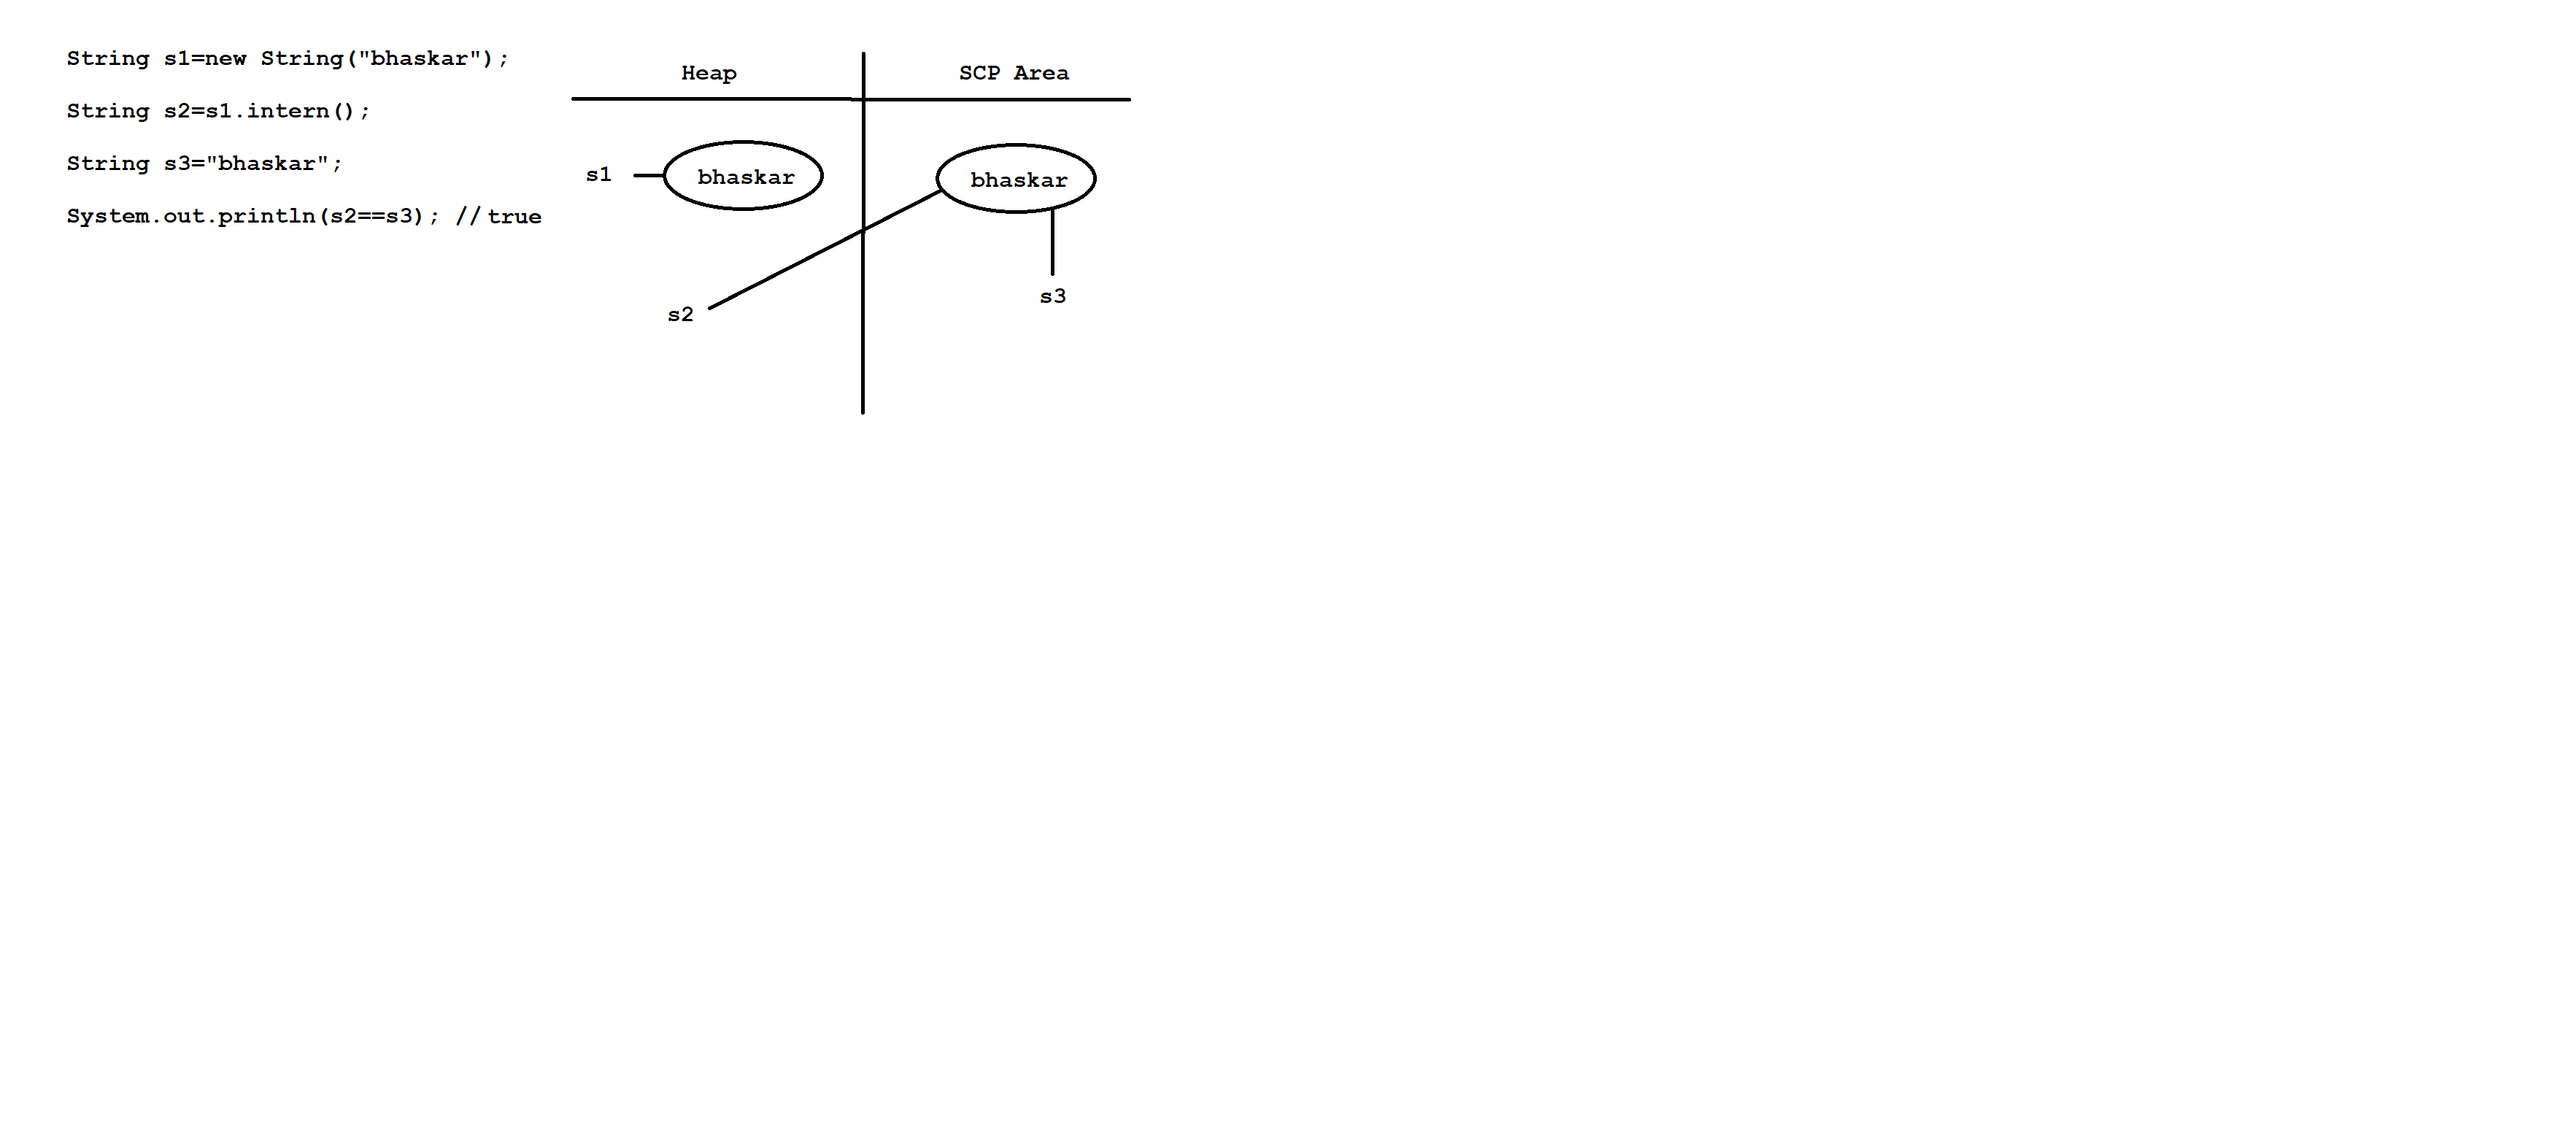 String s1=new String("bhaskar");
String s2=s1.intern();
String s3="bhaskar";
System.out.println(s2==s3); // true
Heap
SCP Area
s1
bhaskar
bhaskar
s2
s3